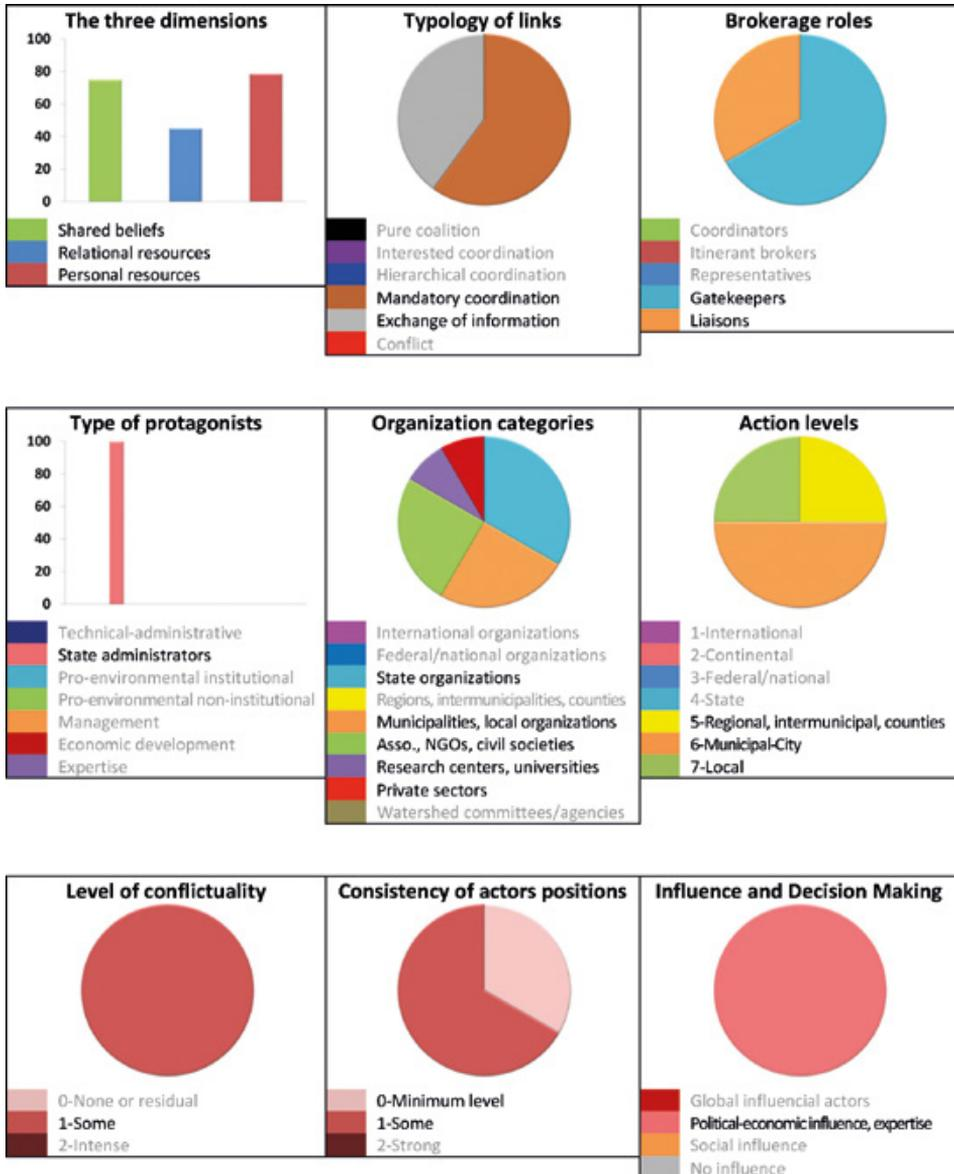 The three dimensions
100
80
60
40
20
0
Shared beliefs
Relational resources
Personal resources
Typology of links
Pure coalition
Interested coordination
Hierarchical coordination
Mandatory coordination
Exchange of information
Conflict
Brokerage roles
Coordinators
Itinerant brokers
Representatives
Gatekeepers
Liaisons
Type of protagonists
100
80
60
40
20
0
Technical-administrative
State administrators
Pro-environmental institutional
Pro-environmental non-institutional
Management
Economic development
Expertise
Organization categories
International organizations
Federal/national organizations
State organizations
Regions, intermunicipalities, counties
Municipalities, local organizations
Asso., NGOs, civil societies
Research centers, universities
Private sectors
Watershed committees/agencies
Action levels
1-International
2-Continental
3-Federal/national
4-State
5-Regional, intermunicipal, counties
6-Municipal-City
7-Local
Level of conflictuality
0-None or residual
1-Some
2-Intense
Consistency of actors positions
0-Minimum level
1-Some
2-Strong
Influence and Decision Making
Global influencial actors
Political-economic influence, expertise
Social influence
No influence